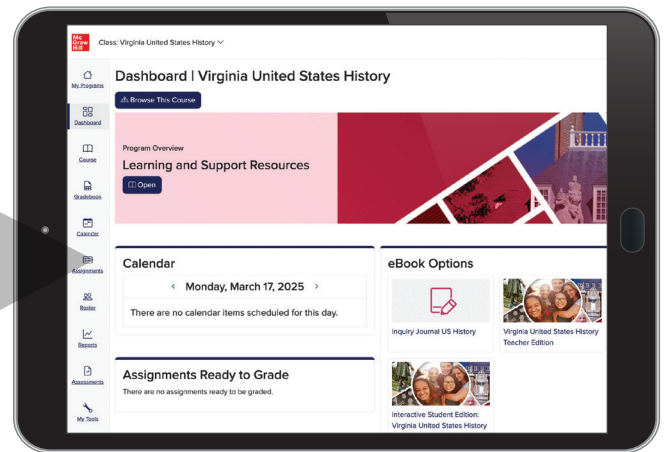 Mc
Graw
Hill
Class: Virginia United States History
My Programs
Dashboard
Course
Gradebook
Calendar
Assignments
Roster
Reports
Assessments
My Tools
Dashboard | Virginia United States History
Browse This Course
Program Overview
Learning and Support Resources
Open
Calendar
< Monday, March 17, 2025 >
There are no calendar items scheduled for this day.
Assignments Ready to Grade
There are no assignments ready to be graded.
eBook Options
Inquiry Journal US History
Virginia United States History
Teacher Edition
Interactive Student Edition:
Virginia United States History